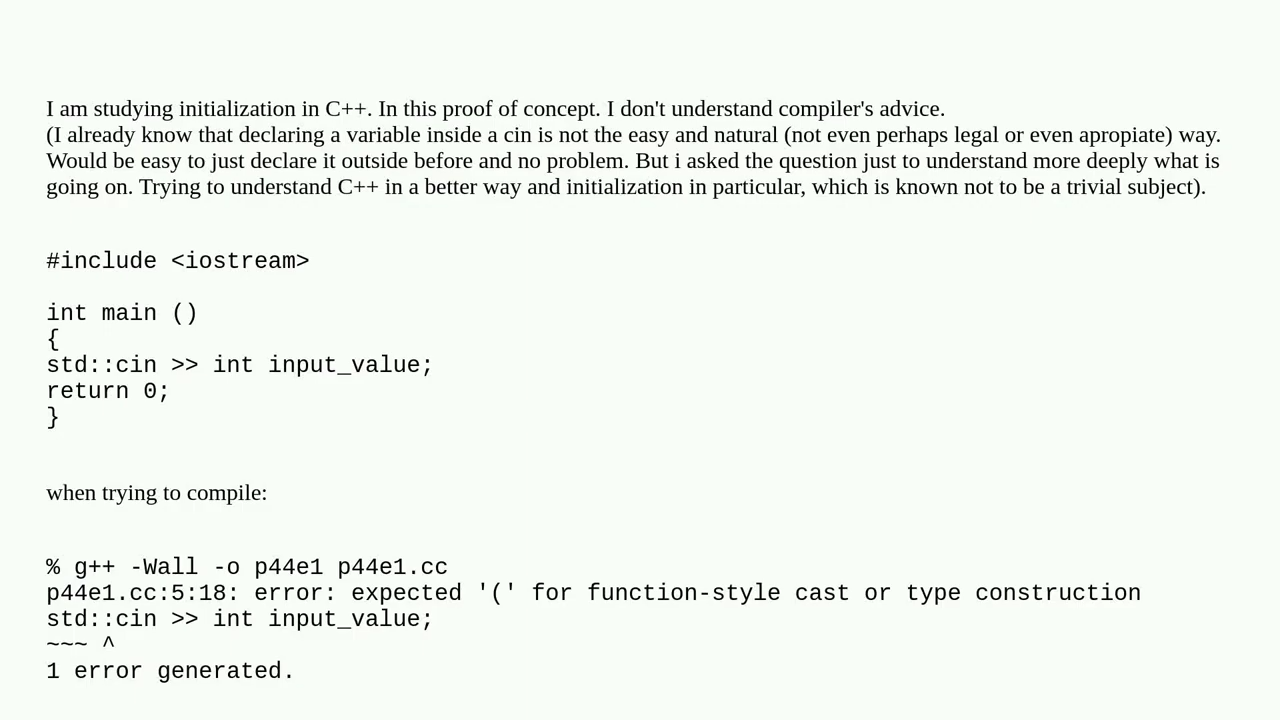 I am studying initialization in C++. In this proof of concept. I don't understand compiler's advice.
(I already know that declaring a variable inside a cin is not the easy and natural (not even perhaps legal or even apropiate) way.
Would be easy to just declare it outside before and no problem. But i asked the question just to understand more deeply what is
going on. Trying to understand C++ in a better way and initialization in particular, which is known not to be a trivial subject).
#include <iostream>
int main ()
{
std::cin >> int input_value;
return 0;
}
when trying to compile:
% g++ -Wall -o p44e1 p44e1.cc
p44e1.cc:5:18: error: expected '(' for function-style cast or type construction
std::cin >> int input_value;
~~~ ^
1 error generated.